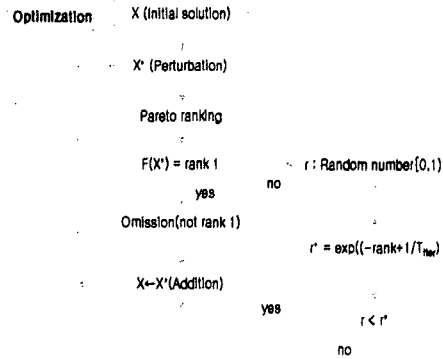 Optimization
X (Initial solution)
X* (Perturbation)
Pareto ranking
F(X*) = rank 1
r : Random number{0,1)
yes
no
Omission(not rank 1)
r* = exp((−rank+1/T_iter)
X←X*(Addition)
yes
r < r*
no